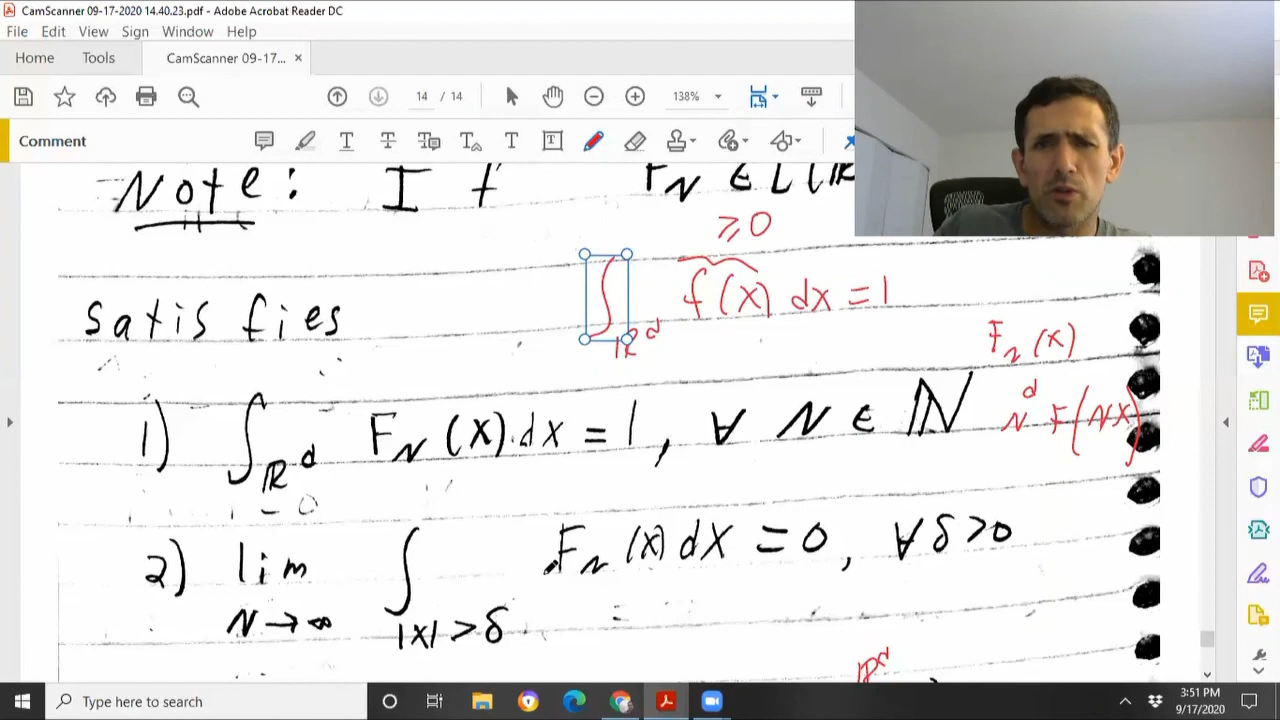 CamScanner 09-17-2020 14.40.23.pdf - Adobe Acrobat Reader DC
File Edit View Sign Window Help
Home Tools CamScanner 09-17... ×
14 / 14 138%
Comment
Note: If F_N ∈ L
≥0
satisfies ∫_{ℝ^d} f(x) dx = 1
F_N(x)
1) ∫_{ℝ^d} F_N(x) dx = 1, ∀ N ∈ ℕ N^d F(Nx)
2) lim_{N→∞} ∫_{|x|>δ} F_N(x) dx = 0, ∀ δ>0
ℝ^d
Type here to search
3:51 PM
9/17/2020